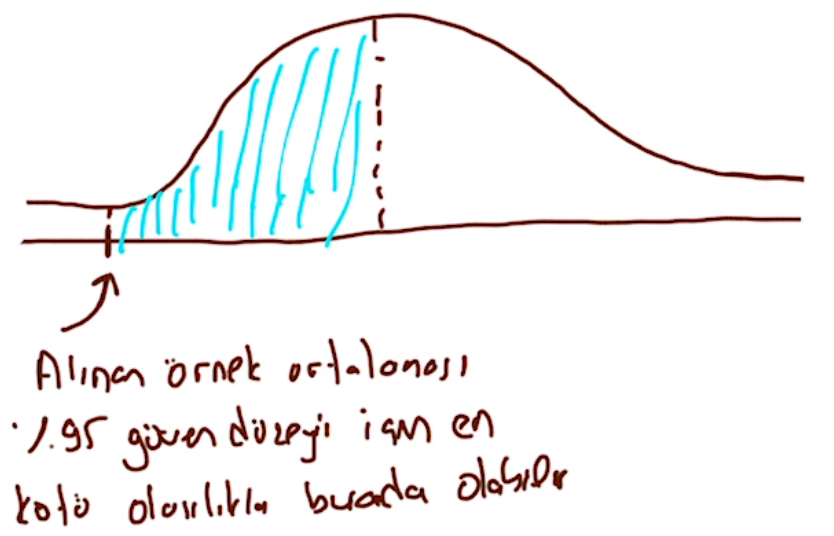 Alınan örnek ortalaması
%95 güven düzeyi için en
kötü olasılıkla burada olabilir